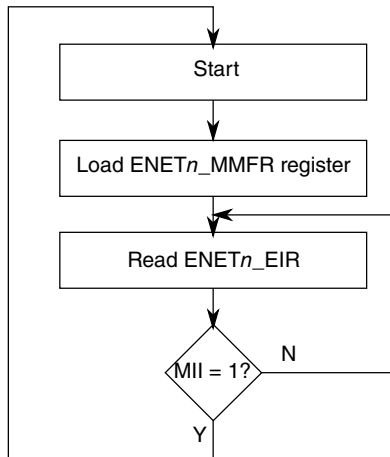 Start
Load ENETn_MMFR register
Read ENETn_EIR
MII = 1?
N
Y